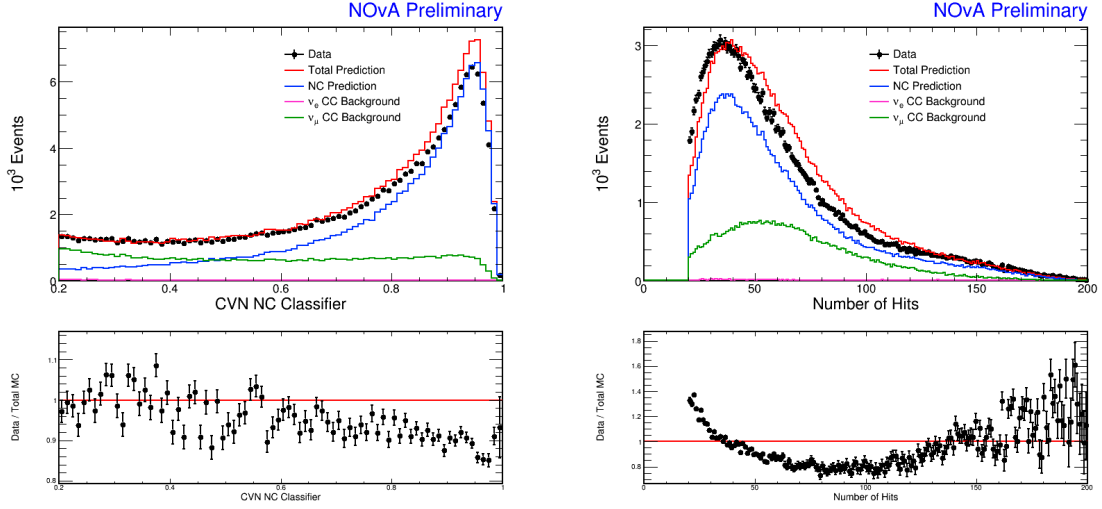 NOvA Preliminary
10³ Events
6
4
2
0
Data
Total Prediction
NC Prediction
νe CC Background
νμ CC Background
0.2 0.4 0.6 0.8 1
CVN NC Classifier
Data / Total MC
1.1
1
0.9
0.8
0.2 0.4 0.6 0.8 1
CVN NC Classifier
NOvA Preliminary
10³ Events
3
2
1
0
Data
Total Prediction
NC Prediction
νe CC Background
νμ CC Background
0 50 100 150 200
Number of Hits
Data / Total MC
1.8
1.6
1.4
1.2
1
0.8
0 50 100 150 200
Number of Hits